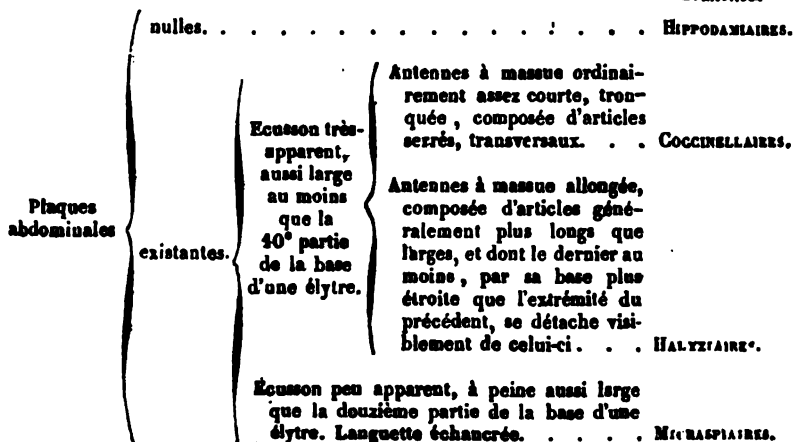 nulles. . . . . . . . . . . . . . . . HIPPODAMIAIRES.
Plaques
abdominales
existantes.
Ecusson très-
apparent,
aussi large
au moins
que la
10e partie
de la base
d'une élytre.
Antennes à massue ordinai-
rement assez courte, tron-
quée, composée d'articles
serrés, transversaux. . . COCCINELLAIRES.
Antennes à massue allongée,
composée d'articles géné-
ralement plus longs que
larges, et dont le dernier au
moins, par sa base plus
étroite que l'extrémité du
précédent, se détache visi-
blement de celui-ci. . . . HALYZIAIRES.
Écusson peu apparent, à peine aussi large
que la douzième partie de la base d'une
élytre. Languette échancrée. . . . . . MICRASPIAIRES.